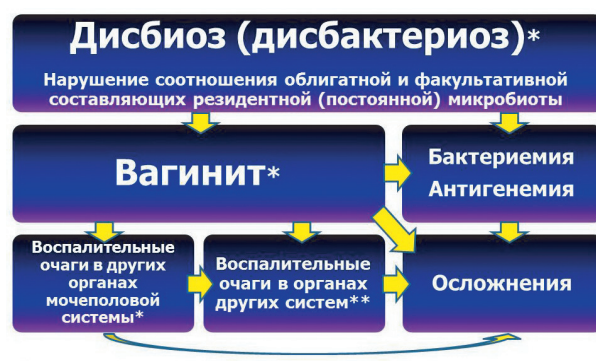 Дисбиоз (дисбактериоз)*
Нарушение соотношения облигатной и факультативной
составляющих резидентной (постоянной) микробиоты
Вагинит*
Бактериемия
Антигенемия
Воспалительные
очаги в других
органах
мочеполовой
системы*
Воспалительные
очаги в органах
других систем**
Осложнения